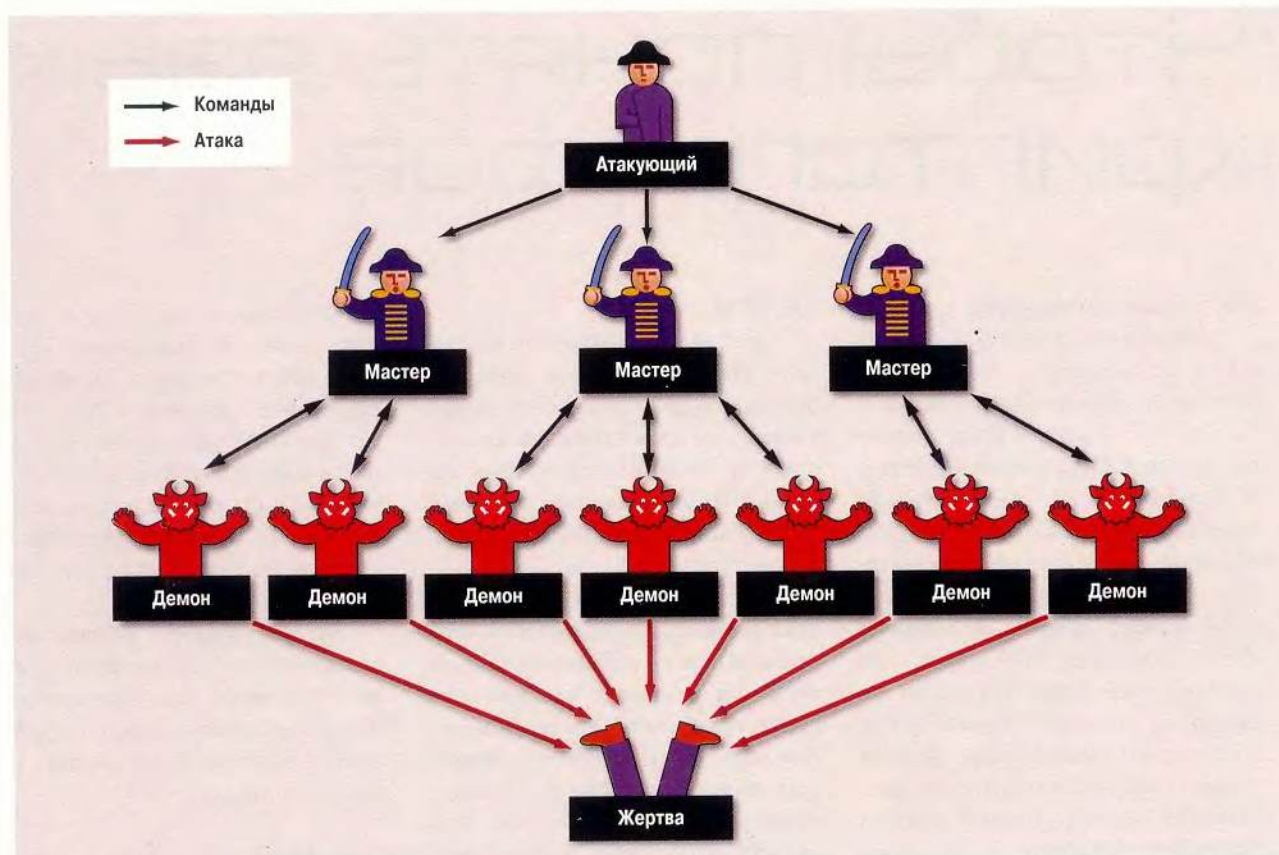 Команды
Атака
Атакующий
Мастер Мастер Мастер
Демон Демон Демон Демон Демон Демон Демон
Жертва